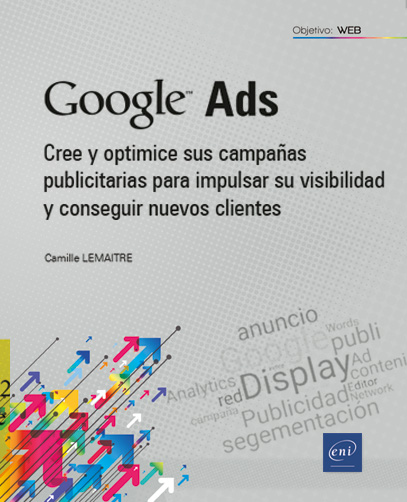 Objetivo: WEB
Google™ Ads
Cree y optimice sus campañas
publicitarias para impulsar su visibilidad
y conseguir nuevos clientes
Camille LEMAITRE
anuncio
Words
Google
publi
Display
Ad
conteni
Analytics
red
Editor
Network
campaña
Publicidad
segementación
2
eni